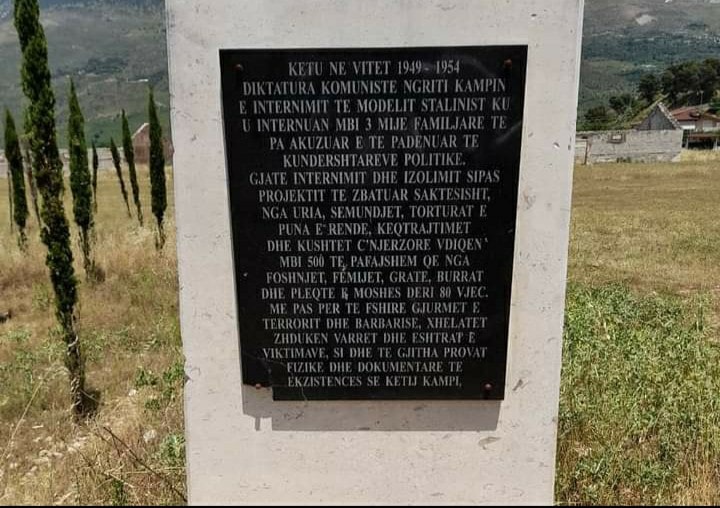 KETU NE VITET 1949 - 1954
DIKTATURA KOMUNISTE NGRITI KAMPIN
E INTERNIMIT TE MODELIT STALINIST KU
U INTERNUAN MBI 3 MIJE FAMILJARE TE
PA AKUZUAR E TE PADENUAR TE
KUNDERSHTAREVE POLITIKE.
GJATE INTERNIMIT DHE IZOLIMIT SIPAS
PROJEKTIT TE ZBATUAR SAKTESISHT,
NGA URIA, SEMUNDJET, TORTURAT E
PUNA E RENDE, KEQTRAJTIMET
DHE KUSHTET C'NJERZORE VDIQEN
MBI 500 TE PAFAJSHEM QE NGA
FOSHNJET, FEMIJET, GRATE, BURRAT
DHE PLEQTE E MOSHES DERI 80 VJEC.
ME PAS PER TE FSHIRE GJURMET E
TERRORIT DHE BARBARISE, XHELATET
ZHDUKEN VARRET DHE ESHTRAT E
VIKTIMAVE, SI DHE TE GJITHA PROVAT
FIZIKE DHE DOKUMENTARE TE
EKZISTENCES SE KETIJ KAMPI,